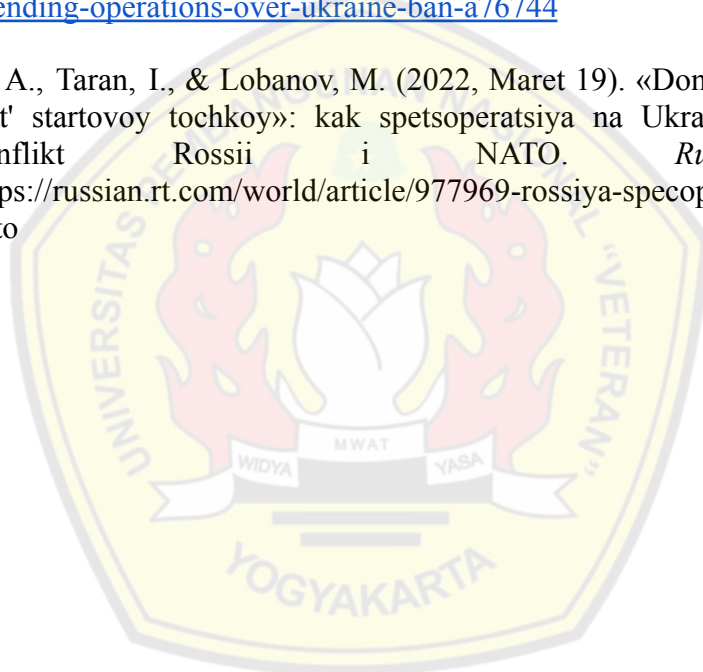 ending-operations-over-ukraine-ban-a76744
A., Taran, I., & Lobanov, M. (2022, Maret 19). «Don
t' startovoy tochkoy»: kak spetsoperatsiya na Ukra
nflikt Rossii i NATO. Ru
ps://russian.rt.com/world/article/977969-rossiya-specop
to
UNIVERSITAS PEMBANGUNAN NASIONAL "VETERAN"
MWAT
WIDYA YASA
YOGYAKARTA